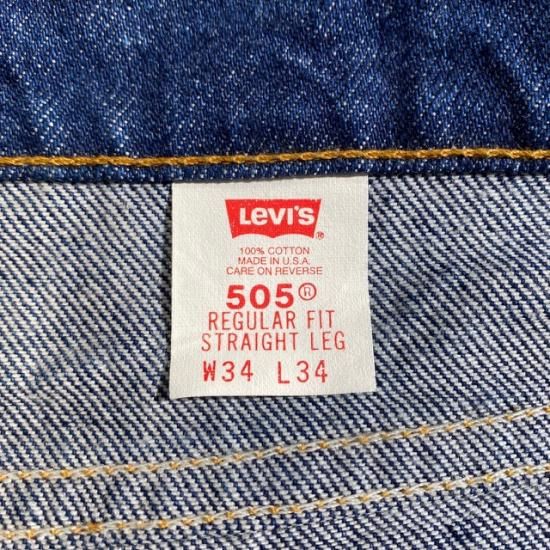 Levi's ®
100% COTTON
MADE IN U.S.A.
CARE ON REVERSE
505®
REGULAR FIT
STRAIGHT LEG
W34 L34